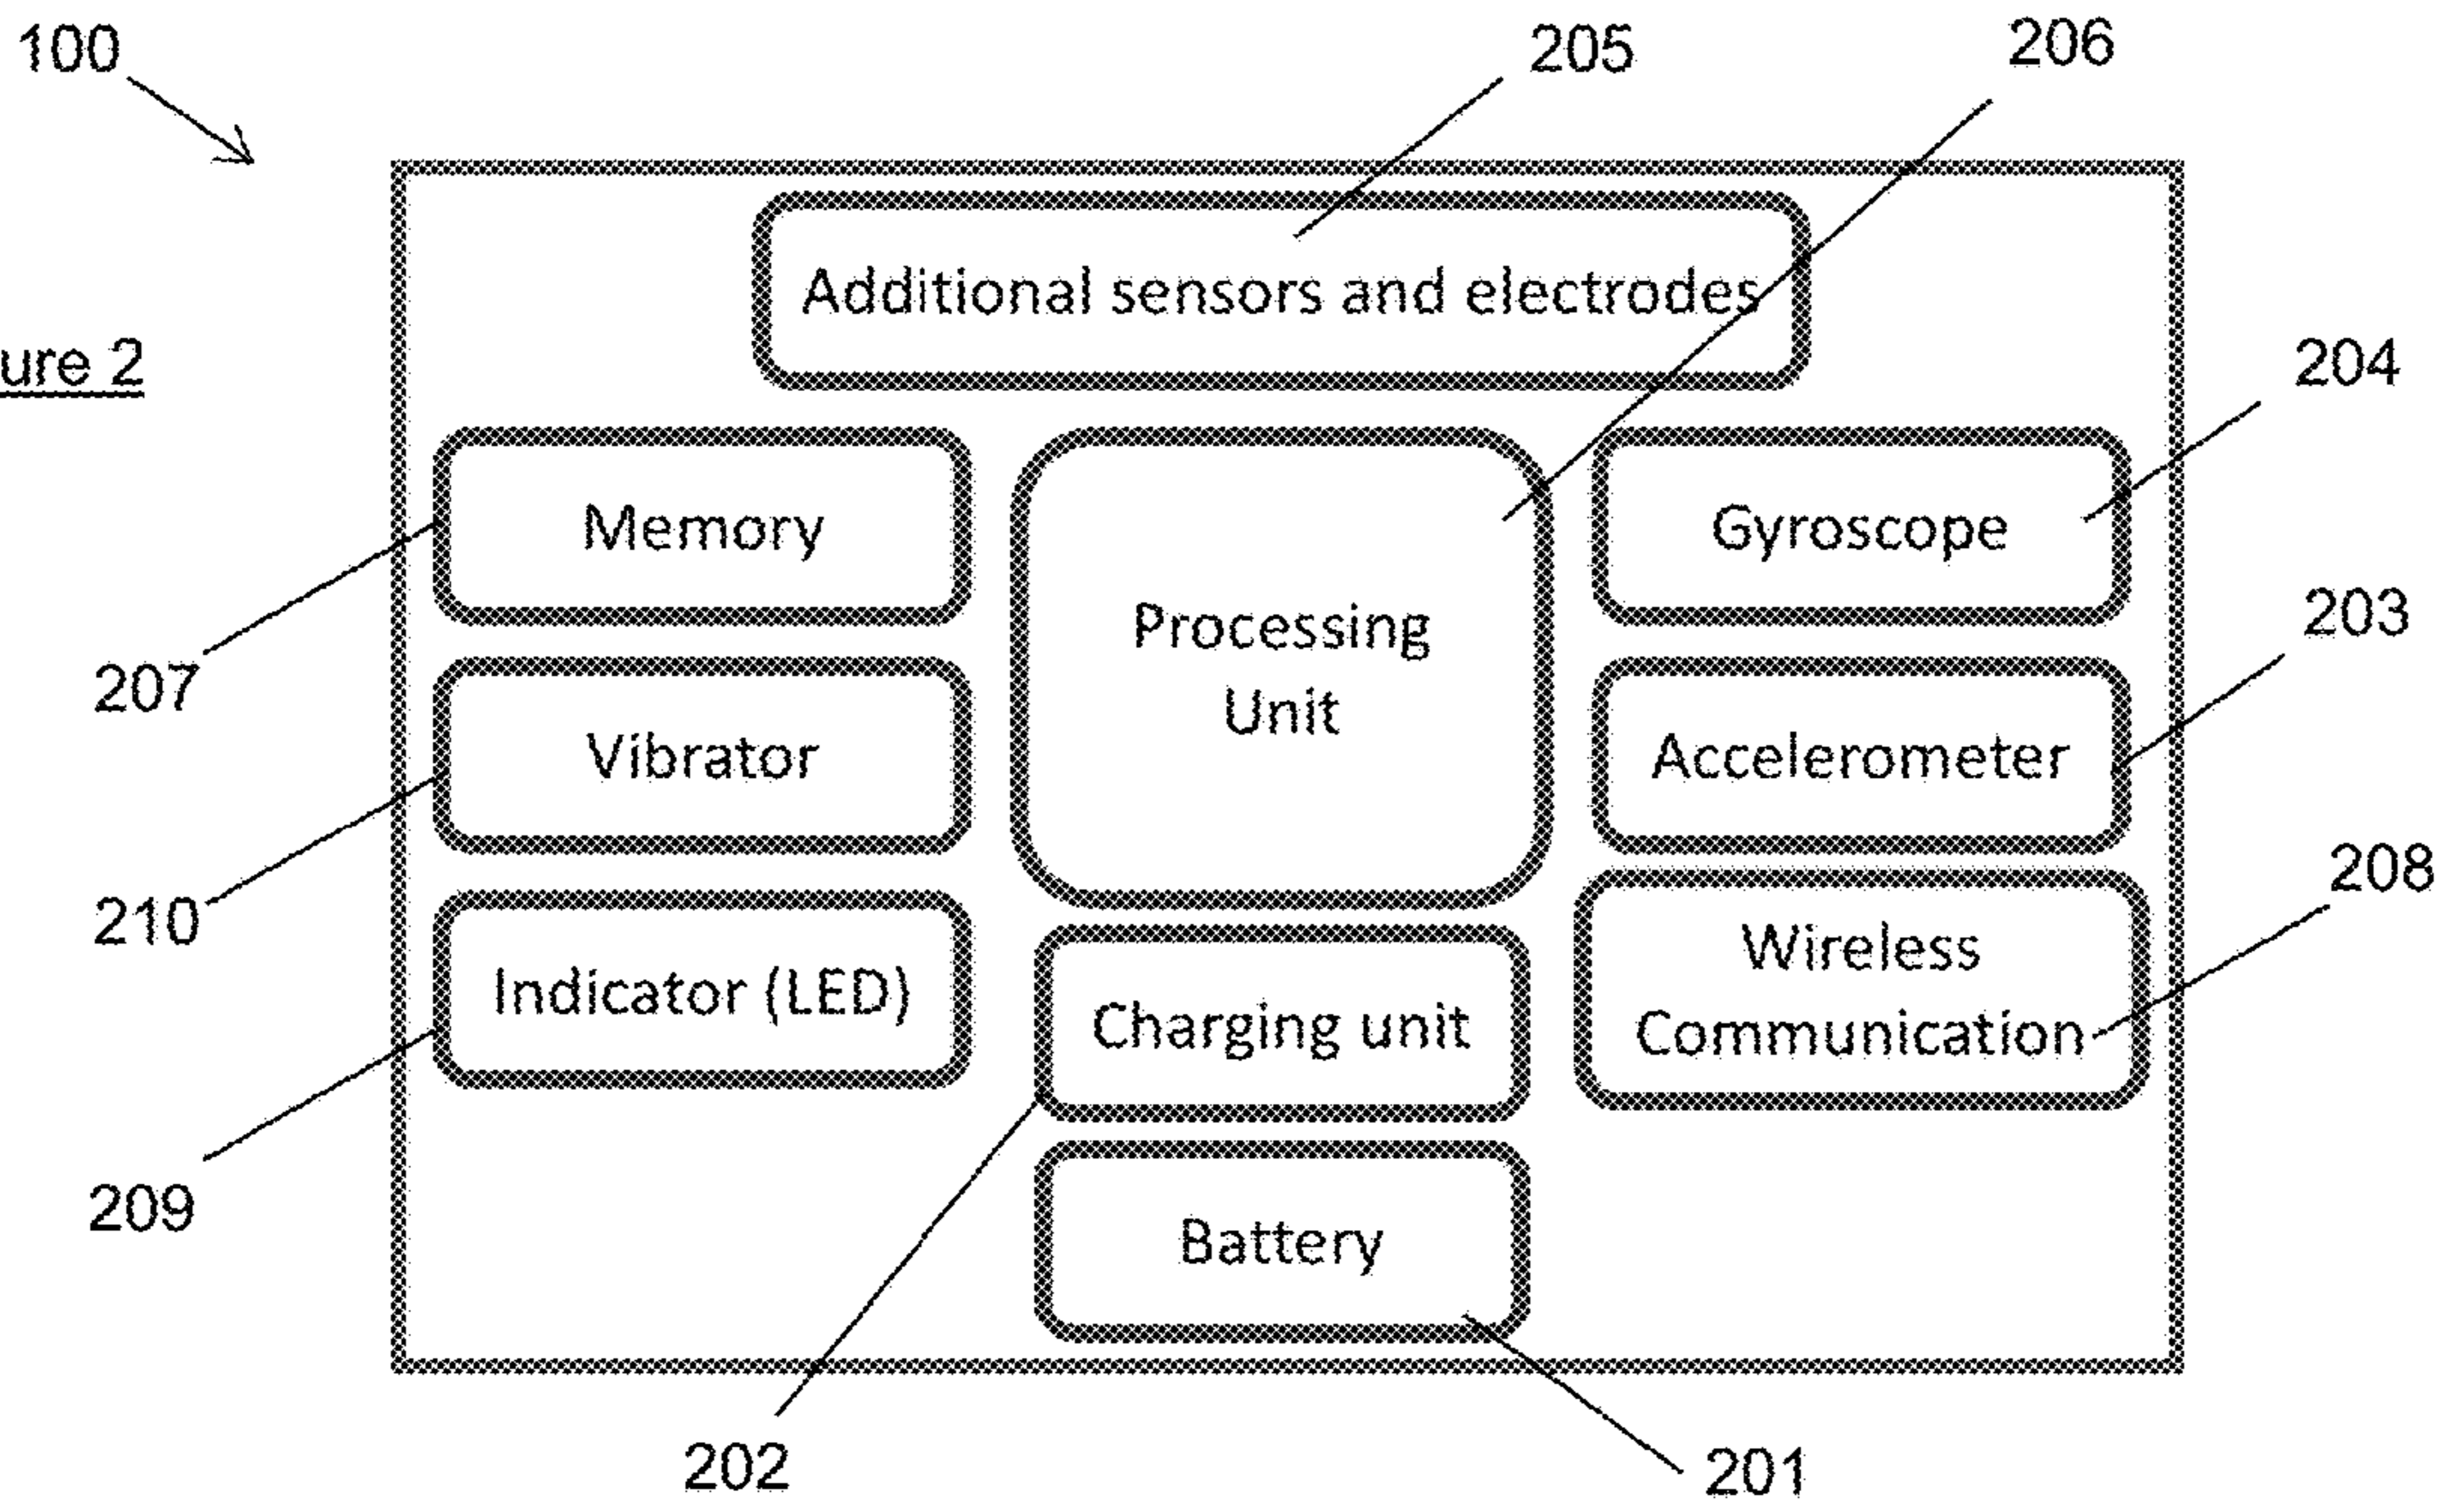 100
205
206
Additional sensors and electrodes
ure 2
204
Memory
Gyroscope
Processing
Unit
203
207
Vibrator
Accelerometer
208
210
Wireless
Communication
Indicator (LED)
Charging unit
209
Battery
202
201